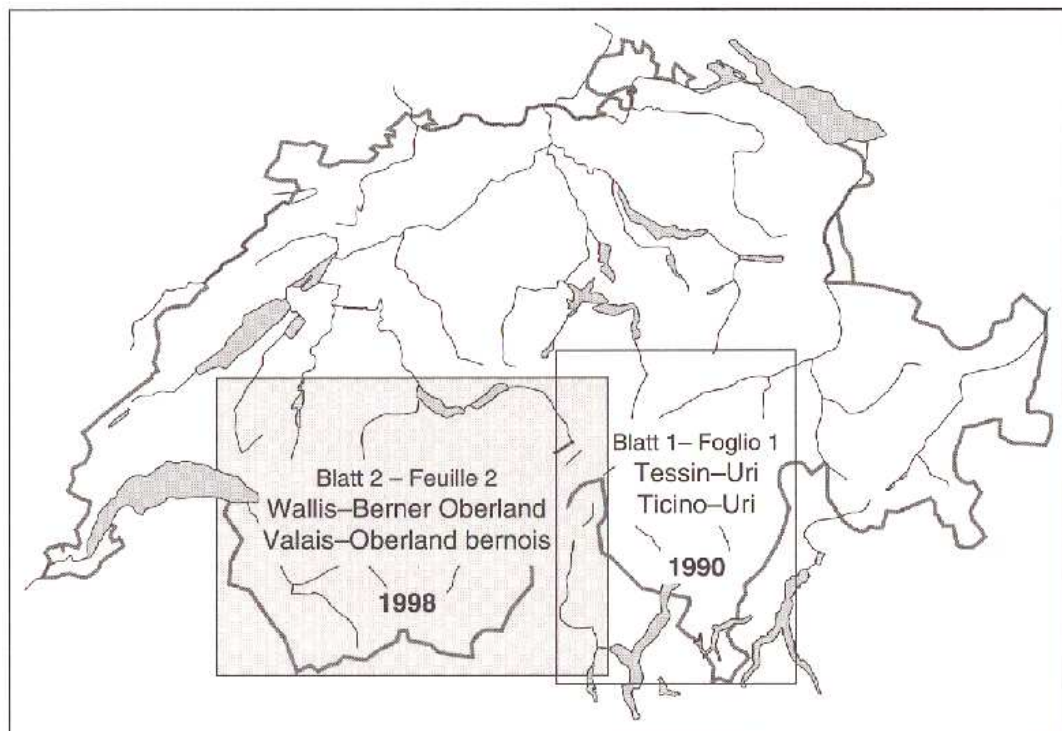 Blatt 2 – Feuille 2
Wallis–Berner Oberland
Valais–Oberland bernois
1998
Blatt 1– Foglio 1
Tessin–Uri
Ticino–Uri
1990